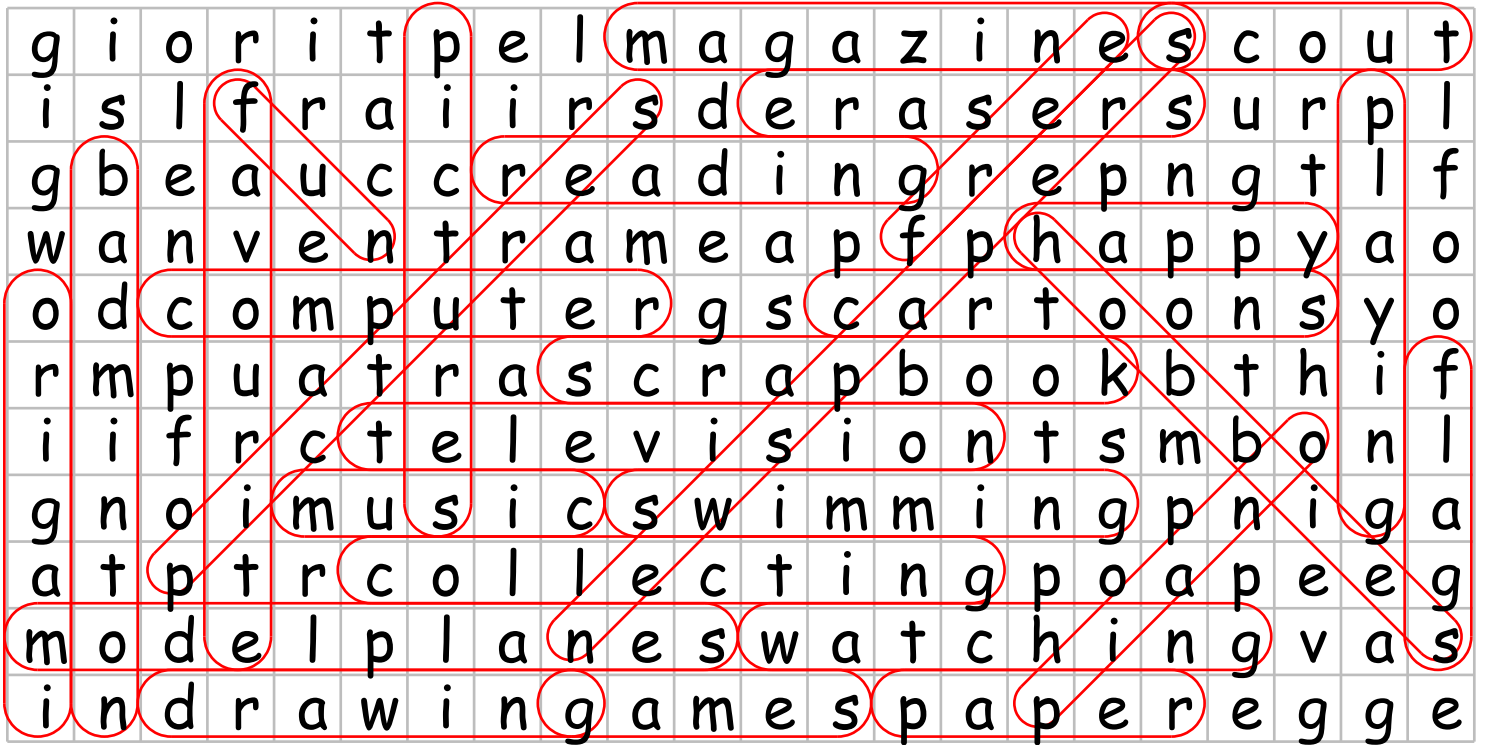 g i o r i t p e l m a g a z i n e s c o u t
i s l f r a i i r s d e r a s e r s u r p l
g b e a u c c r e a d i n g r e p n g t l f
w a n v e n t r a m e a p f p h a p p y a o
o d c o m p u t e r g s c a r t o o n s y o
r m p u a t r a s c r a p b o o k b t h i f
i i f r c t e l e v i s i o n t s m b o n l
g n o i m u s i c s w i m m i n g p n i g a
a t p t r c o l l e c t i n g p o a p e e g
m o d e l p l a n e s w a t c h i n g v a s
i n d r a w i n g a m e s p a p e r e g g e